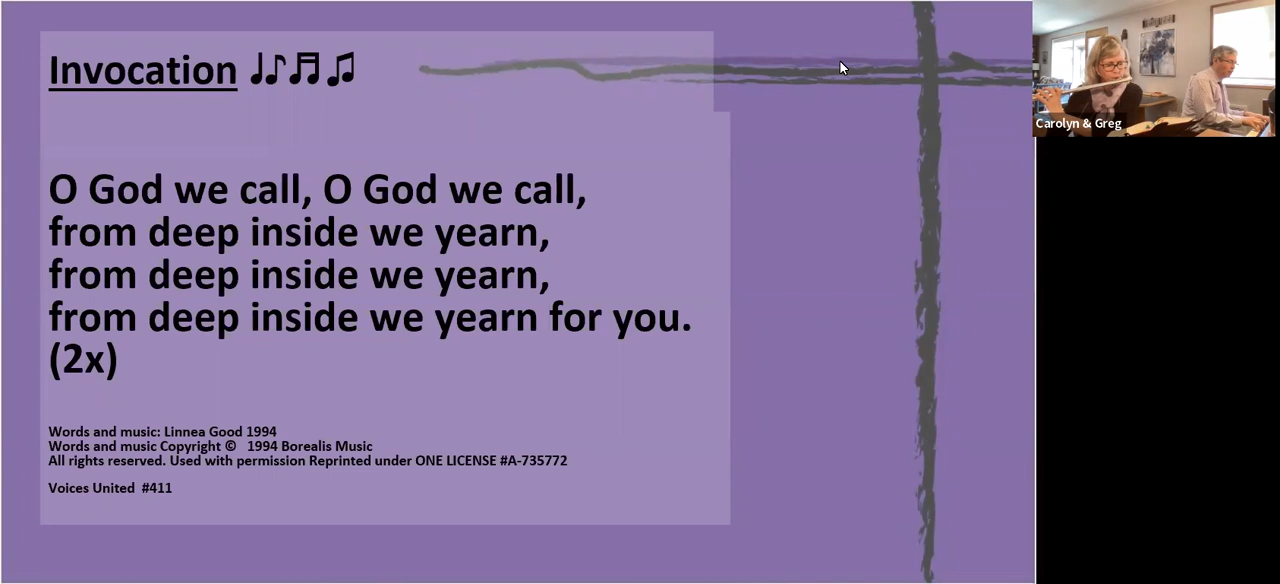 Invocation ♩♪♬♫
O God we call, O God we call,
from deep inside we yearn,
from deep inside we yearn,
from deep inside we yearn for you.
(2x)
Words and music: Linnea Good 1994
Words and music Copyright © 1994 Borealis Music
All rights reserved. Used with permission Reprinted under ONE LICENSE #A-735772
Voices United #411
Carolyn & Greg